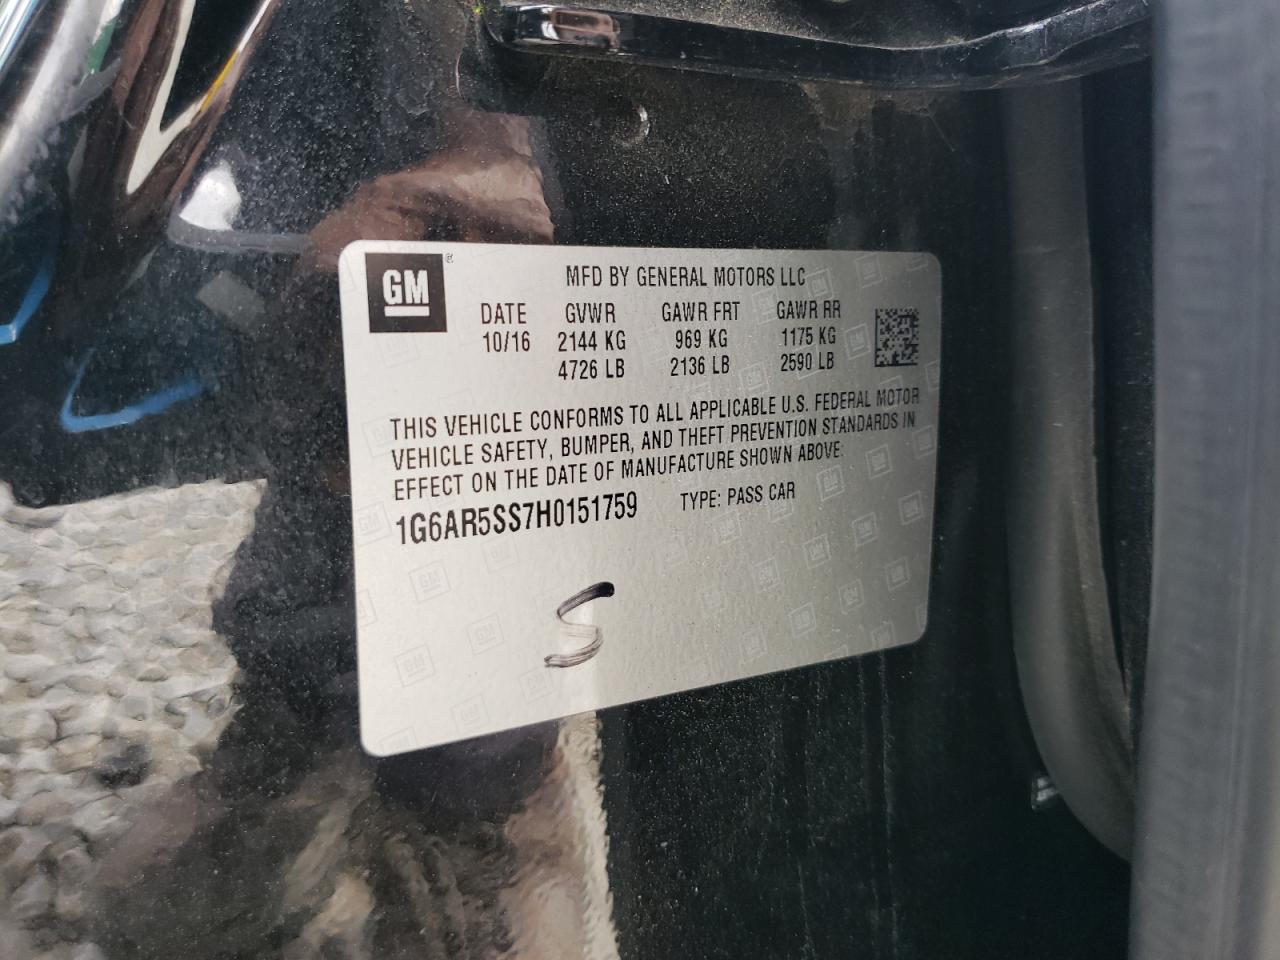 GM®
MFD BY GENERAL MOTORS LLC
DATE GVWR GAWR FRT GAWR RR
10/16 2144 KG 969 KG 1175 KG
4726 LB 2136 LB 2590 LB
THIS VEHICLE CONFORMS TO ALL APPLICABLE U.S. FEDERAL MOTOR
VEHICLE SAFETY, BUMPER, AND THEFT PREVENTION STANDARDS IN
EFFECT ON THE DATE OF MANUFACTURE SHOWN ABOVE:
1G6AR5SS7H0151759 TYPE: PASS CAR
S